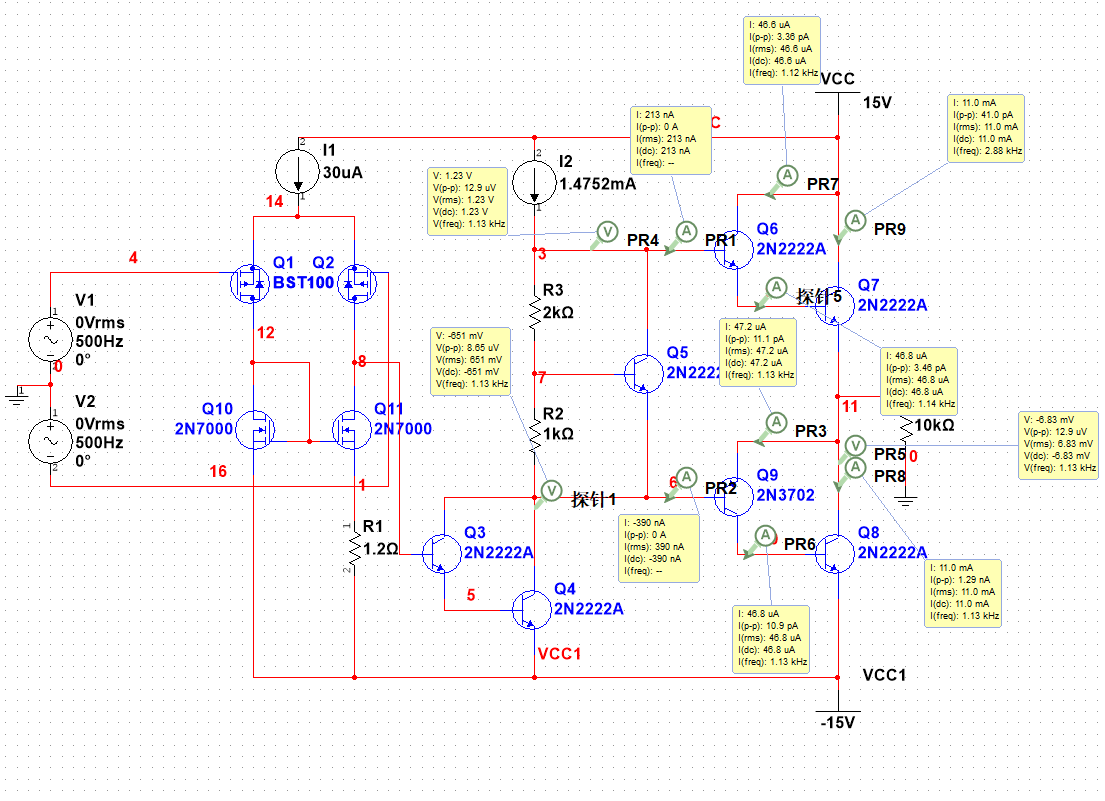 I: 46.6 uA
I(p-p): 3.36 pA
I(rms): 46.6 uA
I(dc): 46.6 uA
I(freq): 1.12 kHz
VCC
15V
I: 213 nA
I(p-p): 0 A
I(rms): 213 nA
I(dc): 213 nA
I(freq): --
C
I: 11.0 mA
I(p-p): 41.0 pA
I(rms): 11.0 mA
I(dc): 11.0 mA
I(freq): 2.88 kHz
2
I1
30uA
1
14
2
I2
1.4752mA
1
V: 1.23 V
V(p-p): 12.9 uV
V(rms): 1.23 V
V(dc): 1.23 V
V(freq): 1.13 kHz
A
PR7
A
PR9
V
PR4
A
PR1
3
Q6
2N2222A
4
Q1
Q2
BST100
R3
2kΩ
A
探针5
Q7
2N2222A
V1
1
0Vrms
500Hz
0°
2
0
12
8
V: -651 mV
V(p-p): 8.65 uV
V(rms): 651 mV
V(dc): -651 mV
V(freq): 1.13 kHz
7
Q5
2N2222
I: 47.2 uA
I(p-p): 11.1 pA
I(rms): 47.2 uA
I(dc): 47.2 uA
I(freq): 1.13 kHz
I: 46.8 uA
I(p-p): 3.46 pA
I(rms): 46.8 uA
I(dc): 46.8 uA
I(freq): 1.14 kHz
1
V2
1
0Vrms
500Hz
0°
2
Q10
2N7000
Q11
2N7000
R2
1kΩ
11
10kΩ
0
A
PR3
V
PR5
A
PR8
V: -6.83 mV
V(p-p): 12.9 uV
V(rms): 6.83 mV
V(dc): -6.83 mV
V(freq): 1.13 kHz
16
1
V
探针1
6
A
PR2
Q9
2N3702
1
R1
1.2Ω
2
Q3
2N2222A
I: -390 nA
I(p-p): 0 A
I(rms): 390 nA
I(dc): -390 nA
I(freq): --
A
PR6
Q8
2N2222A
5
Q4
2N2222A
I: 11.0 mA
I(p-p): 1.29 nA
I(rms): 11.0 mA
I(dc): 11.0 mA
I(freq): 1.13 kHz
I: 46.8 uA
I(p-p): 10.9 pA
I(rms): 46.8 uA
I(dc): 46.8 uA
I(freq): 1.13 kHz
VCC1
VCC1
-15V